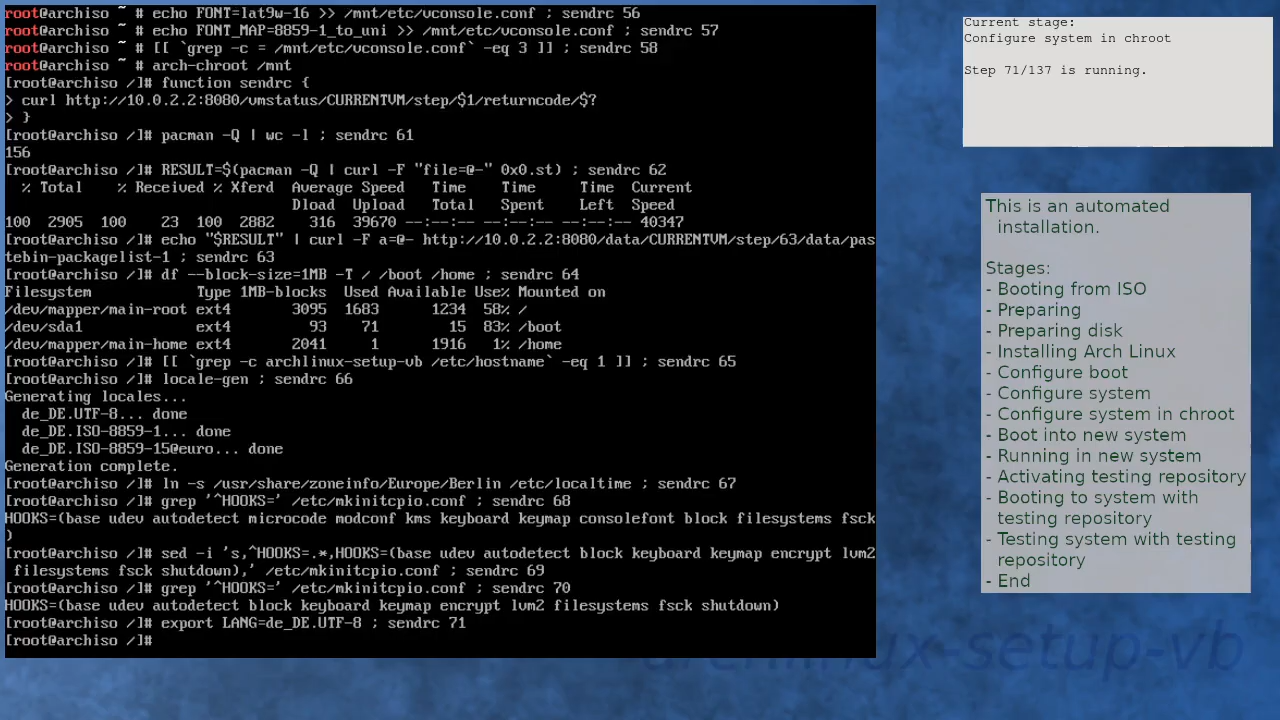 root@archiso ~ # echo FONT=lat9w-16 >> /mnt/etc/vconsole.conf ; sendrc 56
root@archiso ~ # echo FONT_MAP=8859-1_to_uni >> /mnt/etc/vconsole.conf ; sendrc 57
root@archiso ~ # [[ `grep -c = /mnt/etc/vconsole.conf` -eq 3 ]] ; sendrc 58
root@archiso ~ # arch-chroot /mnt
[root@archiso /]# function sendrc {
> curl http://10.0.2.2:8080/vmstatus/CURRENTVM/step/$1/returncode/$?
> }
[root@archiso /]# pacman -Q | wc -l ; sendrc 61
156
[root@archiso /]# RESULT=$(pacman -Q | curl -F "file=@-" 0x0.st) ; sendrc 62
  % Total    % Received % Xferd  Average Speed   Time    Time     Time  Current
                                 Dload  Upload   Total   Spent    Left  Speed
100  2905  100    23  100  2882    316  39670 --:--:-- --:--:-- --:--:-- 40347
[root@archiso /]# echo "$RESULT" | curl -F a=@- http://10.0.2.2:8080/data/CURRENTVM/step/63/data/pas
tebin-packagelist-1 ; sendrc 63
[root@archiso /]# df --block-size=1MB -T / /boot /home ; sendrc 64
Filesystem            Type 1MB-blocks  Used Available Use% Mounted on
/dev/mapper/main-root ext4       3095  1683      1234  58% /
/dev/sda1             ext4         93    71        15  83% /boot
/dev/mapper/main-home ext4       2041     1      1916   1% /home
[root@archiso /]# [[ `grep -c archlinux-setup-vb /etc/hostname` -eq 1 ]] ; sendrc 65
[root@archiso /]# locale-gen ; sendrc 66
Generating locales...
  de_DE.UTF-8... done
  de_DE.ISO-8859-1... done
  de_DE.ISO-8859-15@euro... done
Generation complete.
[root@archiso /]# ln -s /usr/share/zoneinfo/Europe/Berlin /etc/localtime ; sendrc 67
[root@archiso /]# grep '^HOOKS=' /etc/mkinitcpio.conf ; sendrc 68
HOOKS=(base udev autodetect microcode modconf kms keyboard keymap consolefont block filesystems fsck
)
[root@archiso /]# sed -i 's,^HOOKS=.*,HOOKS=(base udev autodetect block keyboard keymap encrypt lvm2
 filesystems fsck shutdown),' /etc/mkinitcpio.conf ; sendrc 69
[root@archiso /]# grep '^HOOKS=' /etc/mkinitcpio.conf ; sendrc 70
HOOKS=(base udev autodetect block keyboard keymap encrypt lvm2 filesystems fsck shutdown)
[root@archiso /]# export LANG=de_DE.UTF-8 ; sendrc 71
[root@archiso /]#
Current stage:
Configure system in chroot
Step 71/137 is running.
This is an automated
installation.
Stages:
- Booting from ISO
- Preparing
- Preparing disk
- Installing Arch Linux
- Configure boot
- Configure system
- Configure system in chroot
- Boot into new system
- Running in new system
- Activating testing repository
- Booting to system with
testing repository
- Testing system with testing
repository
- End
archlinux-setup-vb